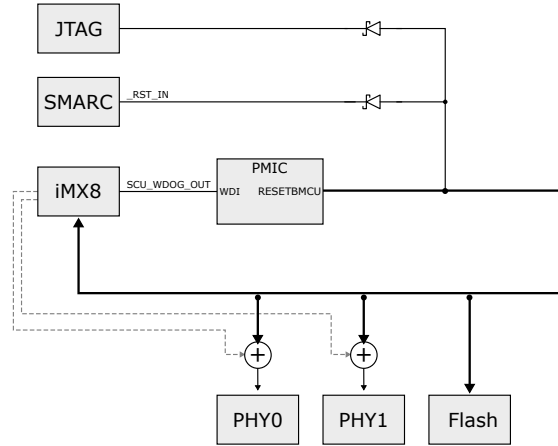 JTAG
SMARC
_RST_IN
PMIC
iMX8
SCU_WDOG_OUT
WDI
RESETBMCU
+
+
PHY0
PHY1
Flash